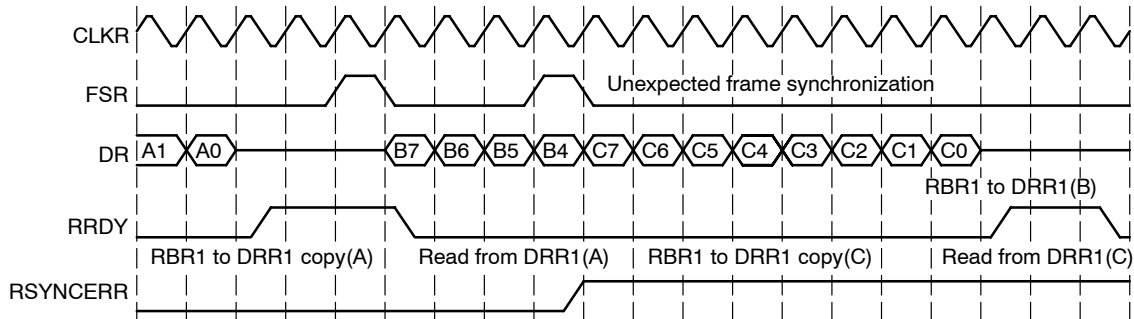 CLKR
FSR
Unexpected frame synchronization
DR A1 A0 B7 B6 B5 B4 C7 C6 C5 C4 C3 C2 C1 C0
RBR1 to DRR1(B)
RRDY
RBR1 to DRR1 copy(A) Read from DRR1(A) RBR1 to DRR1 copy(C) Read from DRR1(C)
RSYNCERR